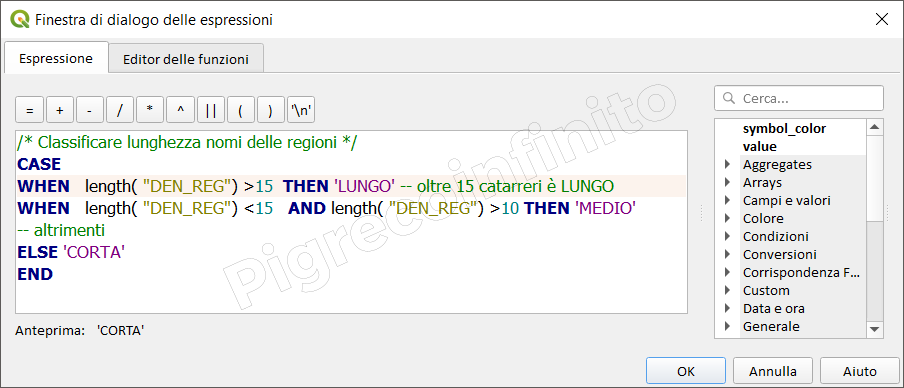 Finestra di dialogo delle espressioni
Espressione
Editor delle funzioni
= + - / * ^ || ( ) '\n'
/* Classificare lunghezza nomi delle regioni */
CASE
WHEN length( "DEN_REG") >15 THEN 'LUNGO' -- oltre 15 catarreri è LUNGO
WHEN length( "DEN_REG") <15 AND length( "DEN_REG") >10 THEN 'MEDIO'
-- altrimenti
ELSE 'CORTA'
END
Pigrecoinfinito
Anteprima: 'CORTA'
Cerca...
symbol_color
value
Aggregates
Arrays
Campi e valori
Colore
Condizioni
Conversioni
Corrispondenza F...
Custom
Data e ora
Generale
OK
Annulla
Aiuto